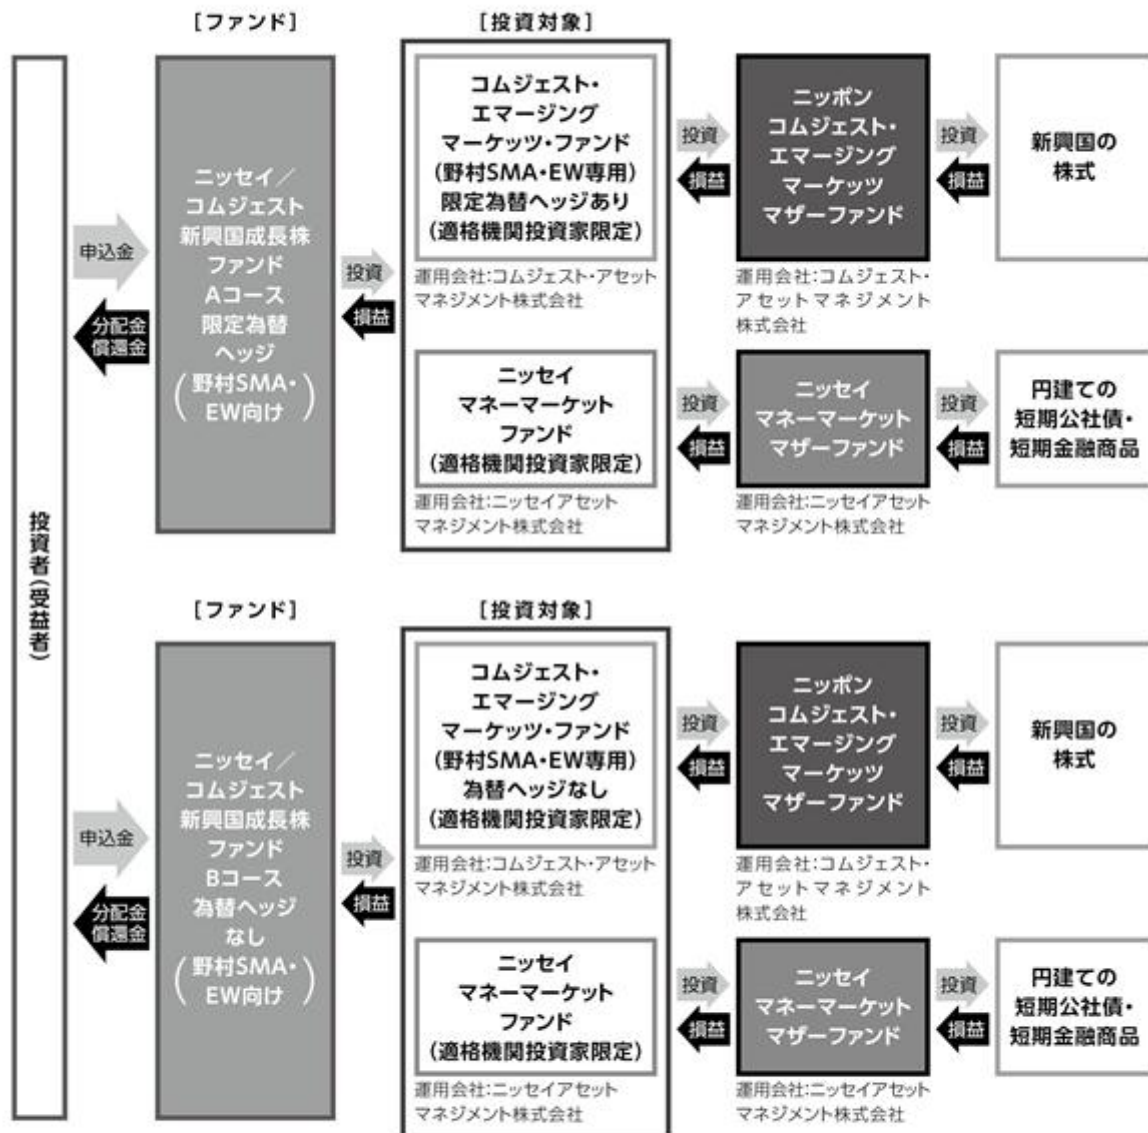 [ファンド]
[投資対象]
投資者(受益者)
申込金
分配金
償還金
ニッセイ／
コムジェスト
新興国成長株
ファンド
Aコース
限定為替
ヘッジ
(野村SMA・
EW向け)
投資
損益
コムジェスト・
エマージング
マーケッツ・ファンド
(野村SMA・EW専用)
限定為替ヘッジあり
(適格機関投資家限定)
運用会社:コムジェスト・アセット
マネジメント株式会社
投資
損益
ニッポン
コムジェスト・
エマージング
マーケッツ
マザーファンド
運用会社:コムジェスト・
アセットマネジメント
株式会社
投資
損益
新興国の
株式
ニッセイ
マネーマーケット
ファンド
(適格機関投資家限定)
運用会社:ニッセイアセット
マネジメント株式会社
投資
損益
ニッセイ
マネーマーケット
マザーファンド
運用会社:ニッセイアセット
マネジメント株式会社
投資
損益
円建ての
短期公社債・
短期金融商品
[ファンド]
[投資対象]
申込金
分配金
償還金
ニッセイ／
コムジェスト
新興国成長株
ファンド
Bコース
為替ヘッジ
なし
(野村SMA・
EW向け)
投資
損益
コムジェスト・
エマージング
マーケッツ・ファンド
(野村SMA・EW専用)
為替ヘッジなし
(適格機関投資家限定)
運用会社:コムジェスト・アセット
マネジメント株式会社
投資
損益
ニッポン
コムジェスト・
エマージング
マーケッツ
マザーファンド
運用会社:コムジェスト・
アセットマネジメント
株式会社
投資
損益
新興国の
株式
ニッセイ
マネーマーケット
ファンド
(適格機関投資家限定)
運用会社:ニッセイアセット
マネジメント株式会社
投資
損益
ニッセイ
マネーマーケット
マザーファンド
運用会社:ニッセイアセット
マネジメント株式会社
投資
損益
円建ての
短期公社債・
短期金融商品